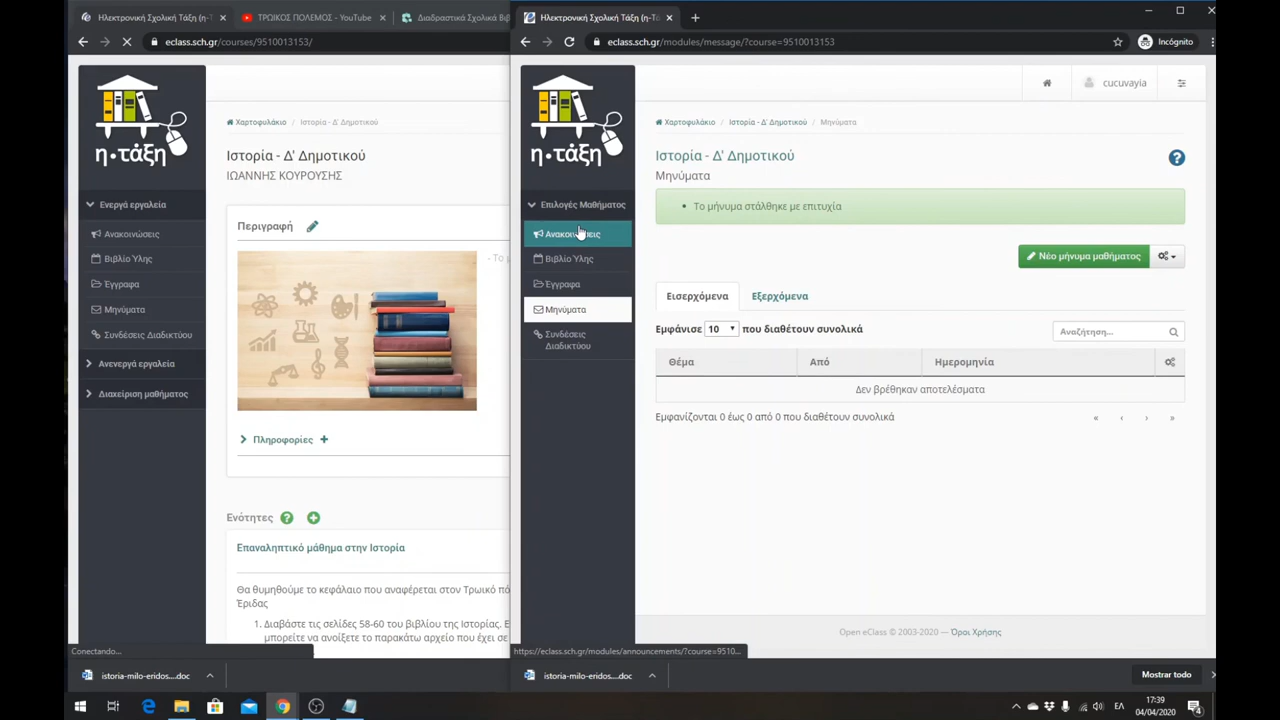 Ηλεκτρονική Σχολική Τάξη (η-Τ
ΤΡΩΙΚΟΣ ΠΟΛΕΜΟΣ - YouTube
Διαδραστικά Σχολικά Βιβ
eclass.sch.gr/courses/9510013153/
η·τάξη
Ενεργά εργαλεία
Ανακοινώσεις
Βιβλίο Ύλης
Έγγραφα
Μηνύματα
Συνδέσεις Διαδικτύου
Ανενεργά εργαλεία
Διαχείριση μαθήματος
Χαρτοφυλάκιο / Ιστορία - Δ' Δημοτικού
Ιστορία - Δ' Δημοτικού
ΙΩΑΝΝΗΣ ΚΟΥΡΟΥΣΗΣ
Περιγραφή
- Το μ
Πληροφορίες
Ενότητες
Επαναληπτικό μάθημα στην Ιστορία
Θα θυμηθούμε το κεφάλαιο που αναφέρεται στον Τρωικό πό
Έριδας
1. Διαβάστε τις σελίδες 58-60 του βιβλίου της Ιστορίας. Ε
μπορείτε να ανοίξετε το παρακάτω αρχείο που έχει σε
Conectando...
istoria-milo-eridos....doc
Ηλεκτρονική Σχολική Τάξη (η-Τά
eclass.sch.gr/modules/message/?course=9510013153
Incógnito
η·τάξη
Επιλογές Μαθήματος
Ανακοινώσεις
Βιβλίο Ύλης
Έγγραφα
Μηνύματα
Συνδέσεις
Διαδικτύου
cucuvayia
Χαρτοφυλάκιο / Ιστορία - Δ' Δημοτικού / Μηνύματα
Ιστορία - Δ' Δημοτικού
Μηνύματα
Το μήνυμα στάλθηκε με επιτυχία
Νέο μήνυμα μαθήματος
Εισερχόμενα
Εξερχόμενα
Εμφάνισε 10 που διαθέτουν συνολικά
Αναζήτηση...
Θέμα Από Ημερομηνία
Δεν βρέθηκαν αποτελέσματα
Εμφανίζονται 0 έως 0 από 0 που διαθέτουν συνολικά
« ‹ › »
Open eClass © 2003-2020 — Όροι Χρήσης
https://eclass.sch.gr/modules/announcements/?course=9510...
istoria-milo-eridos....doc
Mostrar todo
ΕΛ
17:39
04/04/2020
4